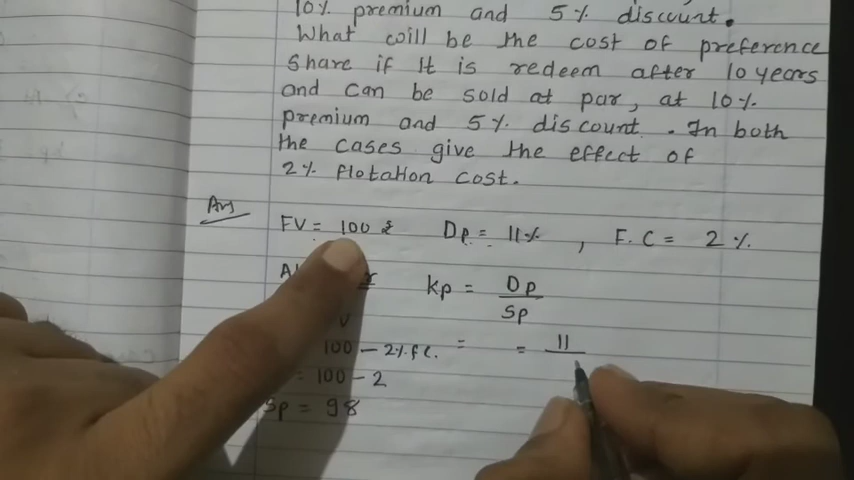 10% premium and 5% discount.
What will be the cost of preference
Share if It is redeem after 10 years
and can be sold at par, at 10%
premium and 5% discount. In both
the cases give the effect of
2% flotation cost.
Ans
FV = 100 Dp = 11% , F.C = 2%.
Kp = Dp
Sp
100 - 2% f c. = = 11
= 100 - 2
Sp = 98